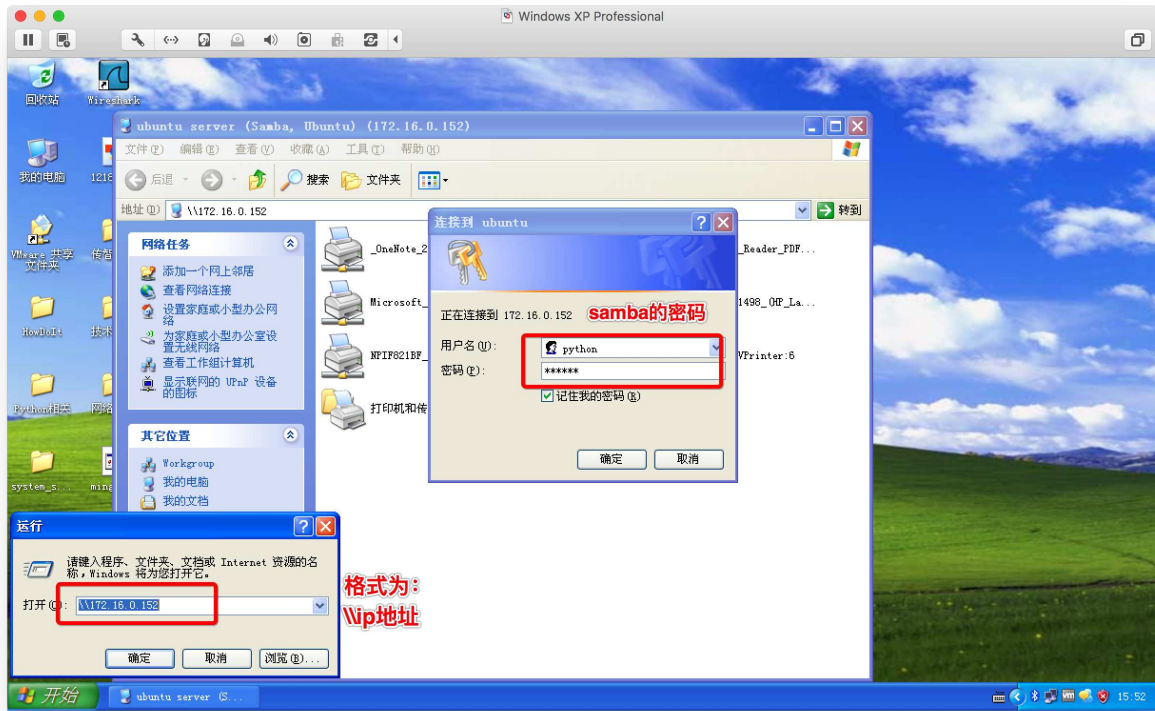 Windows XP Professional
回收站
Wireshark
我的电脑
1216
VMware 共享
文件夹
传智
HowDoIt
技术
Python相关
网络
system_s...
ming
ubuntu server (Samba, Ubuntu) (172.16.0.152)
文件(F) 编辑(E) 查看(V) 收藏(A) 工具(T) 帮助(H)
后退 搜索 文件夹
地址(D) \\172.16.0.152 转到
网络任务
添加一个网上邻居
查看网络连接
设置家庭或小型办公网
络
为家庭或小型办公室设
置无线网络
查看工作组计算机
显示联网的 UPnP 设备
的图标
其它位置
Workgroup
我的电脑
我的文档
_OneNote_2
Microsoft_
NPIF821BF_
打印机和传
_Reader_PDF...
1498_(HP_La...
VPrinter:6
连接到 ubuntu
正在连接到 172.16.0.152
samba的密码
用户名(U): python
密码(P): ******
记住我的密码(R)
确定 取消
运行
请键入程序、文件夹、文档或 Internet 资源的名
称，Windows 将为您打开它。
打开(O): \\172.16.0.152
确定 取消 浏览(B)...
格式为：
\\ip地址
开始 ubuntu server (S... 15:52